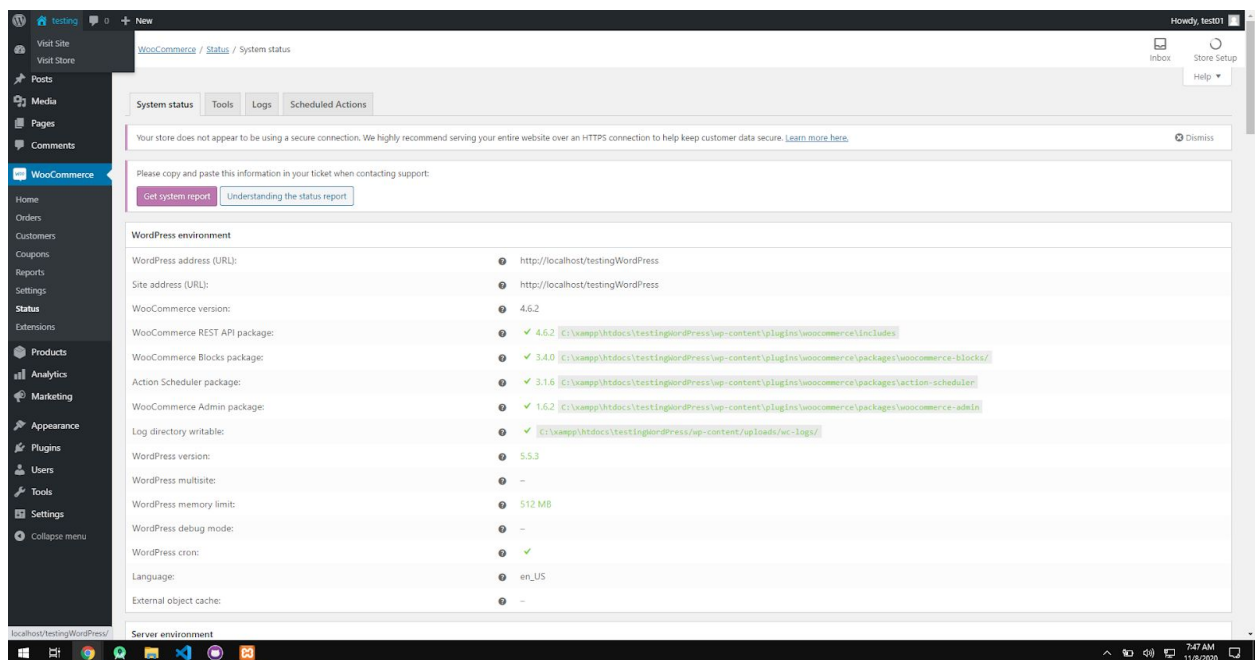 testing 0 + New Howdy, test01
Visit Site
Visit Store
WooCommerce / Status / System status
Inbox Store Setup
Help ▼
Posts
Media
Pages
Comments
WooCommerce
Home
Orders
Customers
Coupons
Reports
Settings
Status
Extensions
Products
Analytics
Marketing
Appearance
Plugins
Users
Tools
Settings
Collapse menu
localhost/testingWordPress/
System status Tools Logs Scheduled Actions
Your store does not appear to be using a secure connection. We highly recommend serving your entire website over an HTTPS connection to help keep customer data secure. Learn more here. Dismiss
Please copy and paste this information in your ticket when contacting support:
Get system report Understanding the status report
WordPress environment
WordPress address (URL): http://localhost/testingWordPress
Site address (URL): http://localhost/testingWordPress
WooCommerce version: 4.6.2
WooCommerce REST API package: ✔ 4.6.2 C:\xampp\htdocs\testingWordPress\wp-content\plugins\woocommerce\includes
WooCommerce Blocks package: ✔ 3.4.0 C:\xampp\htdocs\testingWordPress\wp-content\plugins\woocommerce\packages\woocommerce-blocks/
Action Scheduler package: ✔ 3.1.6 C:\xampp\htdocs\testingWordPress\wp-content\plugins\woocommerce\packages\action-scheduler
WooCommerce Admin package: ✔ 1.6.2 C:\xampp\htdocs\testingWordPress\wp-content\plugins\woocommerce\packages\woocommerce-admin
Log directory writable: ✔ C:\xampp\htdocs\testingWordPress/wp-content/uploads/wc-logs/
WordPress version: 5.5.3
WordPress multisite: –
WordPress memory limit: 512 MB
WordPress debug mode: –
WordPress cron: ✔
Language: en_US
External object cache: –
Server environment
7:47 AM
11/8/2020